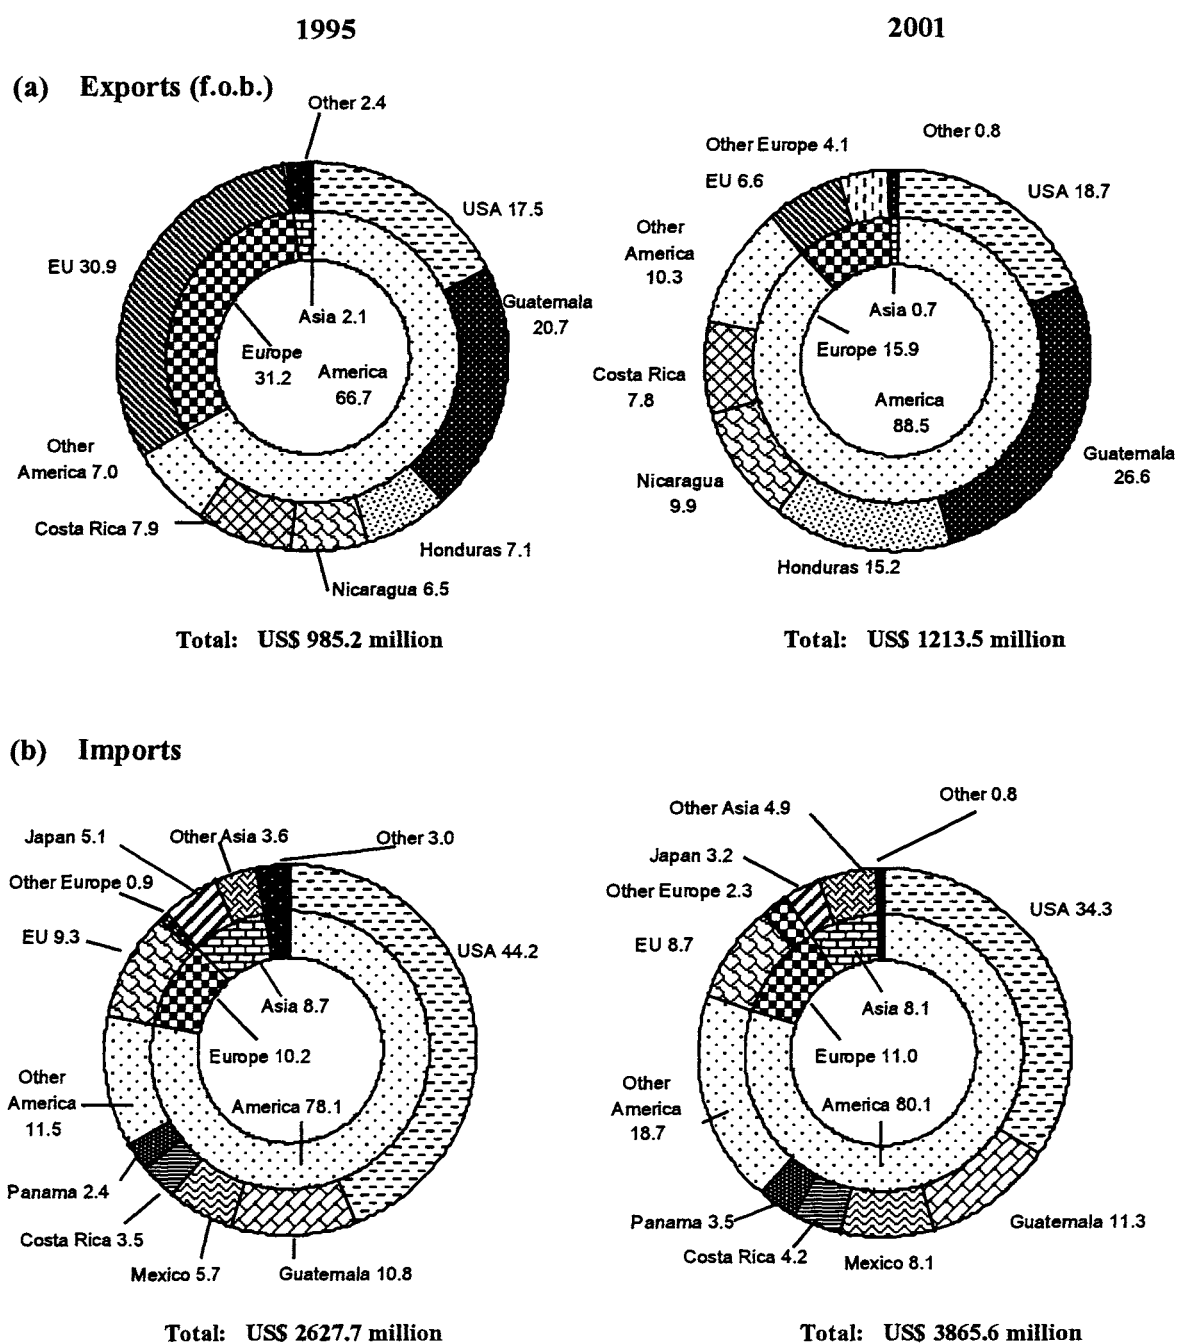 1995
2001
(a) Exports (f.o.b.)
Other 2.4
USA 17.5
EU 30.9
Guatemala
20.7
Asia 2.1
Europe
31.2
America
66.7
Other
America 7.0
Costa Rica 7.9
Honduras 7.1
Nicaragua 6.5
Total: US$ 985.2 million
Other 0.8
Other Europe 4.1
EU 6.6
USA 18.7
Other
America
10.3
Asia 0.7
Europe 15.9
Costa Rica
7.8
America
88.5
Guatemala
26.6
Nicaragua
9.9
Honduras 15.2
Total: US$ 1213.5 million
(b) Imports
Japan 5.1
Other Asia 3.6
Other 3.0
Other Europe 0.9
EU 9.3
USA 44.2
Asia 8.7
Europe 10.2
Other
America
11.5
America 78.1
Panama 2.4
Costa Rica 3.5
Mexico 5.7
Guatemala 10.8
Total: US$ 2627.7 million
Other 0.8
Other Asia 4.9
Japan 3.2
Other Europe 2.3
USA 34.3
EU 8.7
Asia 8.1
Europe 11.0
Other
America
18.7
America 80.1
Panama 3.5
Costa Rica 4.2
Mexico 8.1
Guatemala 11.3
Total: US$ 3865.6 million